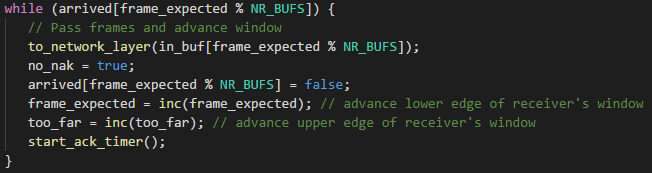 while (arrived[frame_expected % NR_BUFS]) {
// Pass frames and advance window
to_network_layer(in_buf[frame_expected % NR_BUFS]);
no_nak = true;
arrived[frame_expected % NR_BUFS] = false;
frame_expected = inc(frame_expected); // advance lower edge of receiver's window
too_far = inc(too_far); // advance upper edge of receiver's window
start_ack_timer();
}